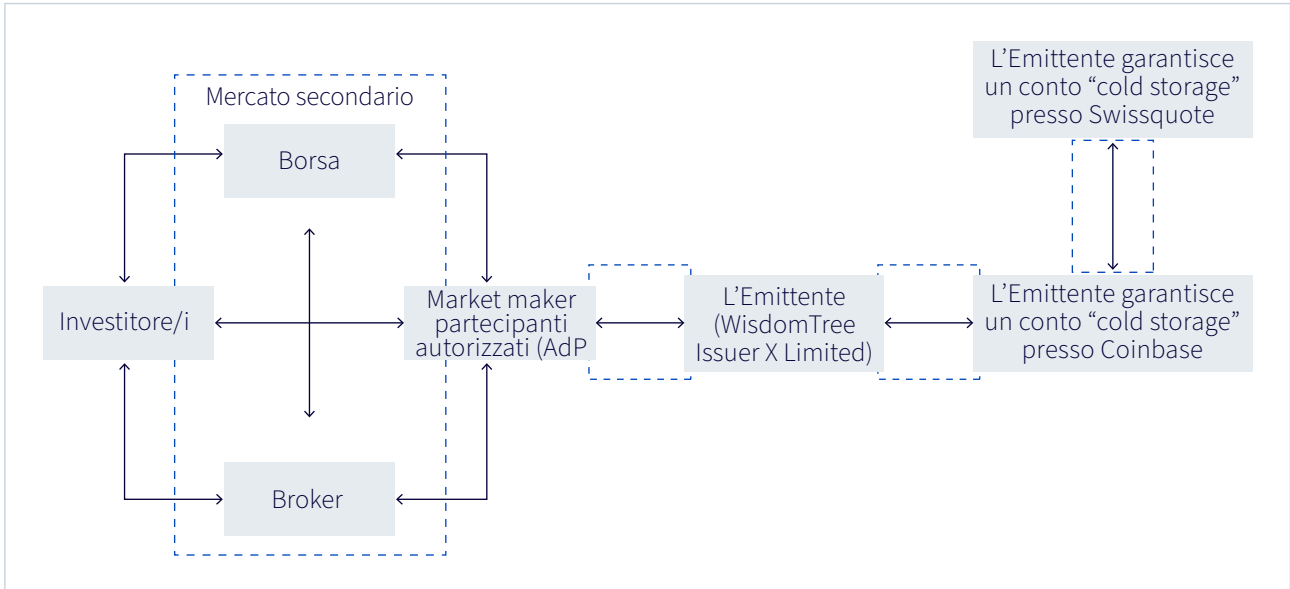 Mercato secondario
Borsa
Investitore/i
Broker
Market maker
partecipanti
autorizzati (AdP
L’Emittente
(WisdomTree
Issuer X Limited)
L’Emittente garantisce
un conto “cold storage”
presso Swissquote
L’Emittente garantisce
un conto “cold storage”
presso Coinbase